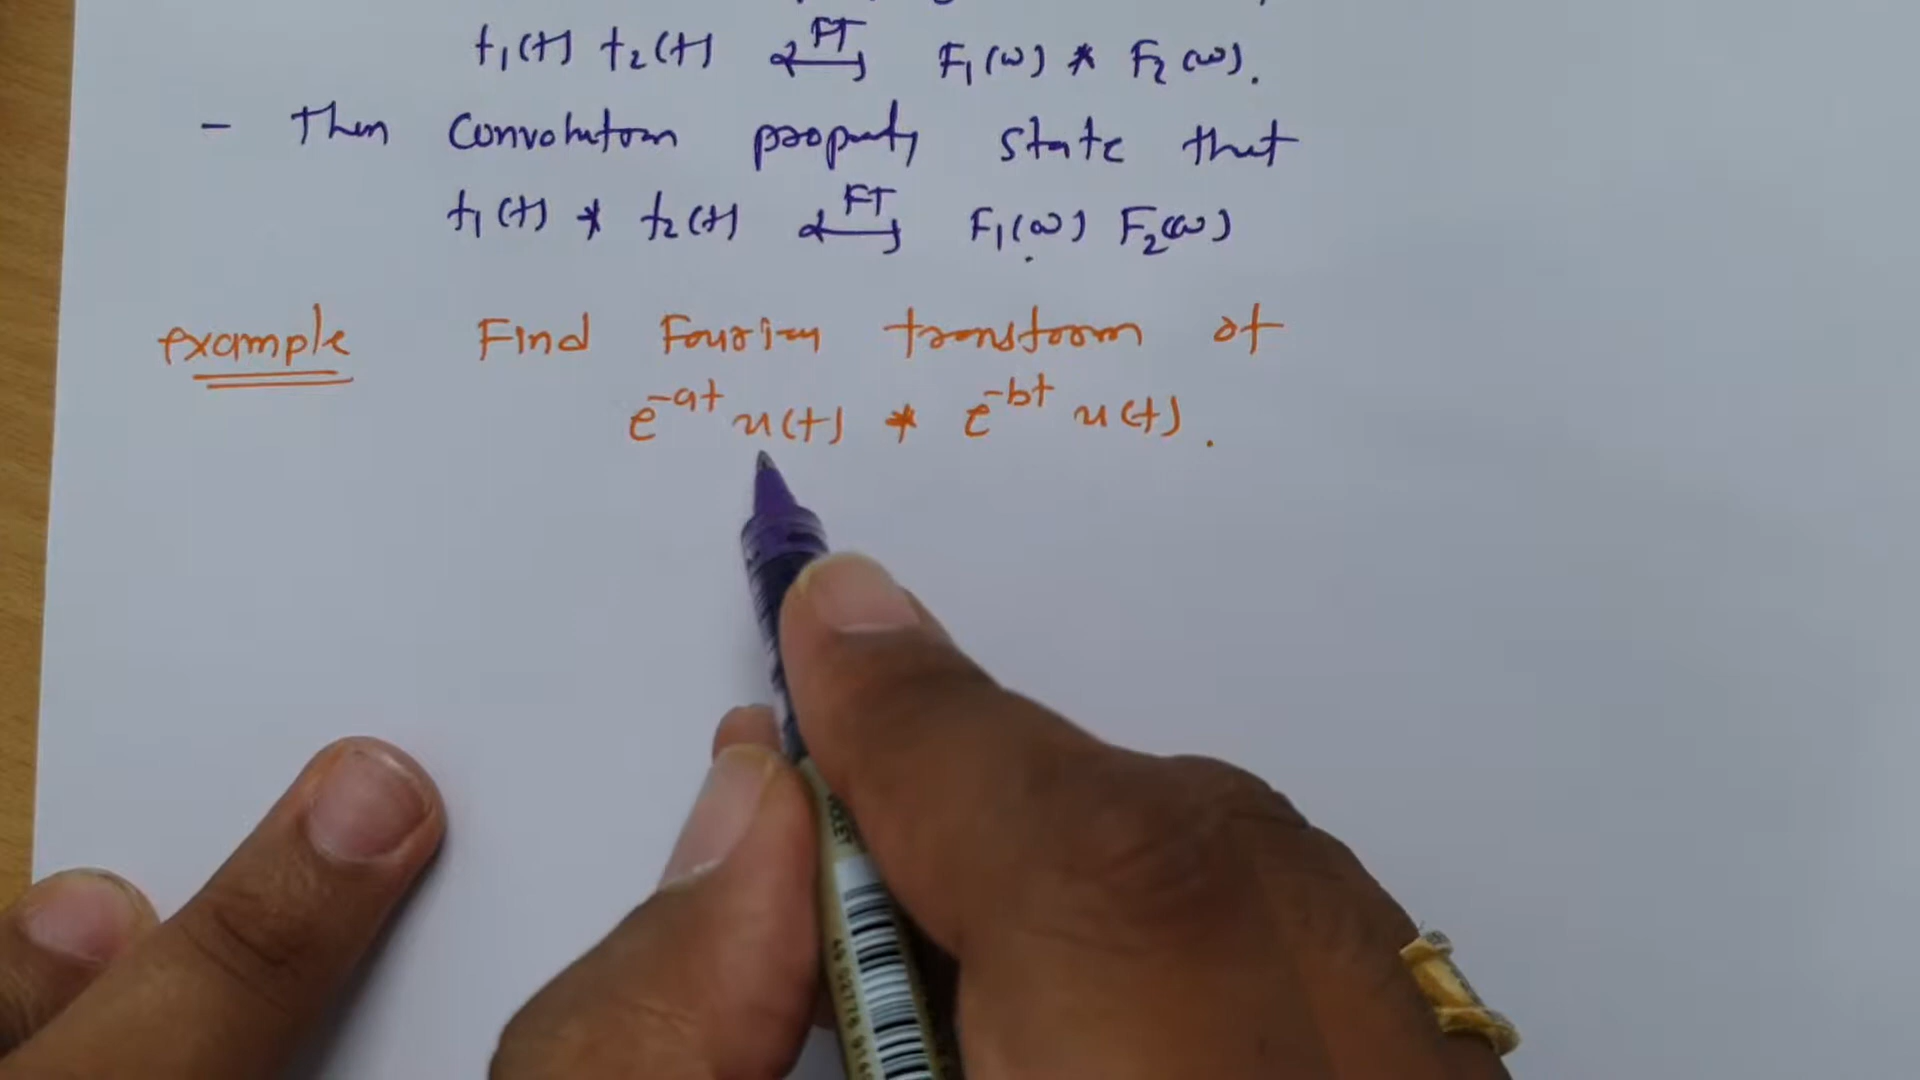 f₁(t) f₂(t) FT F₁(ω) * F₂(ω).
- Then Convolution property state that
f₁(t) * f₂(t) FT F₁(ω) F₂(ω)
example Find Fourier transform of
e⁻ᵃᵗ u(t) * e⁻ᵇᵗ u(t).
VIOLET